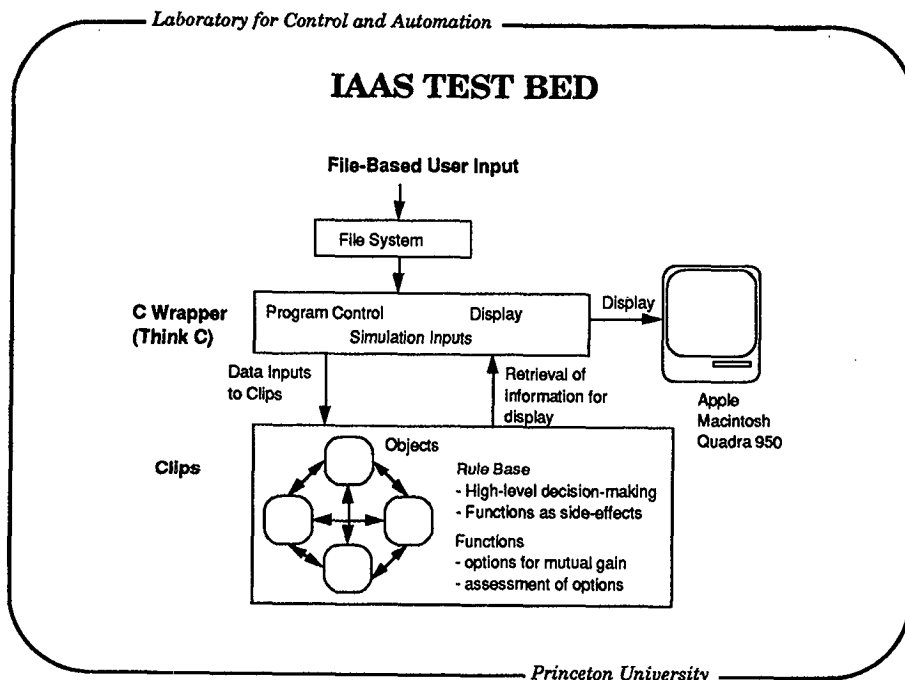 Laboratory for Control and Automation
IAAS TEST BED
File-Based User Input
File System
C Wrapper
(Think C)
Program Control
Display
Simulation Inputs
Display
Data Inputs
to Clips
Retrieval of
information for
display
Apple
Macintosh
Quadra 950
Clips
Objects
Rule Base
- High-level decision-making
- Functions as side-effects
Functions
- options for mutual gain
- assessment of options
Princeton University